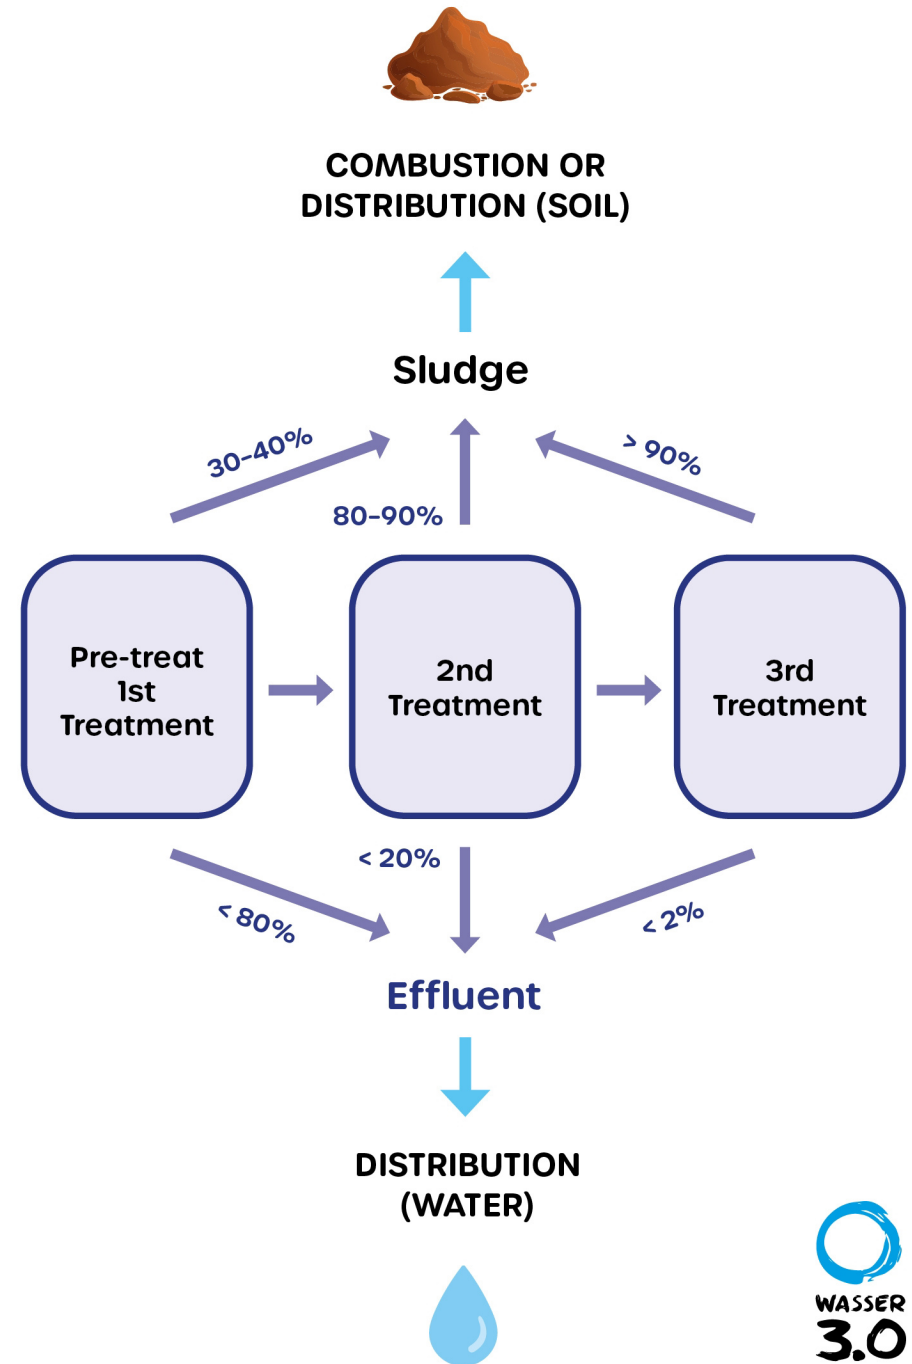 COMBUSTION OR
DISTRIBUTION (SOIL)
Sludge
30–40%
80–90%
> 90%
Pre-treat
1st
Treatment
2nd
Treatment
3rd
Treatment
< 80%
< 20%
< 2%
Effluent
DISTRIBUTION
(WATER)
WASSER
3.0